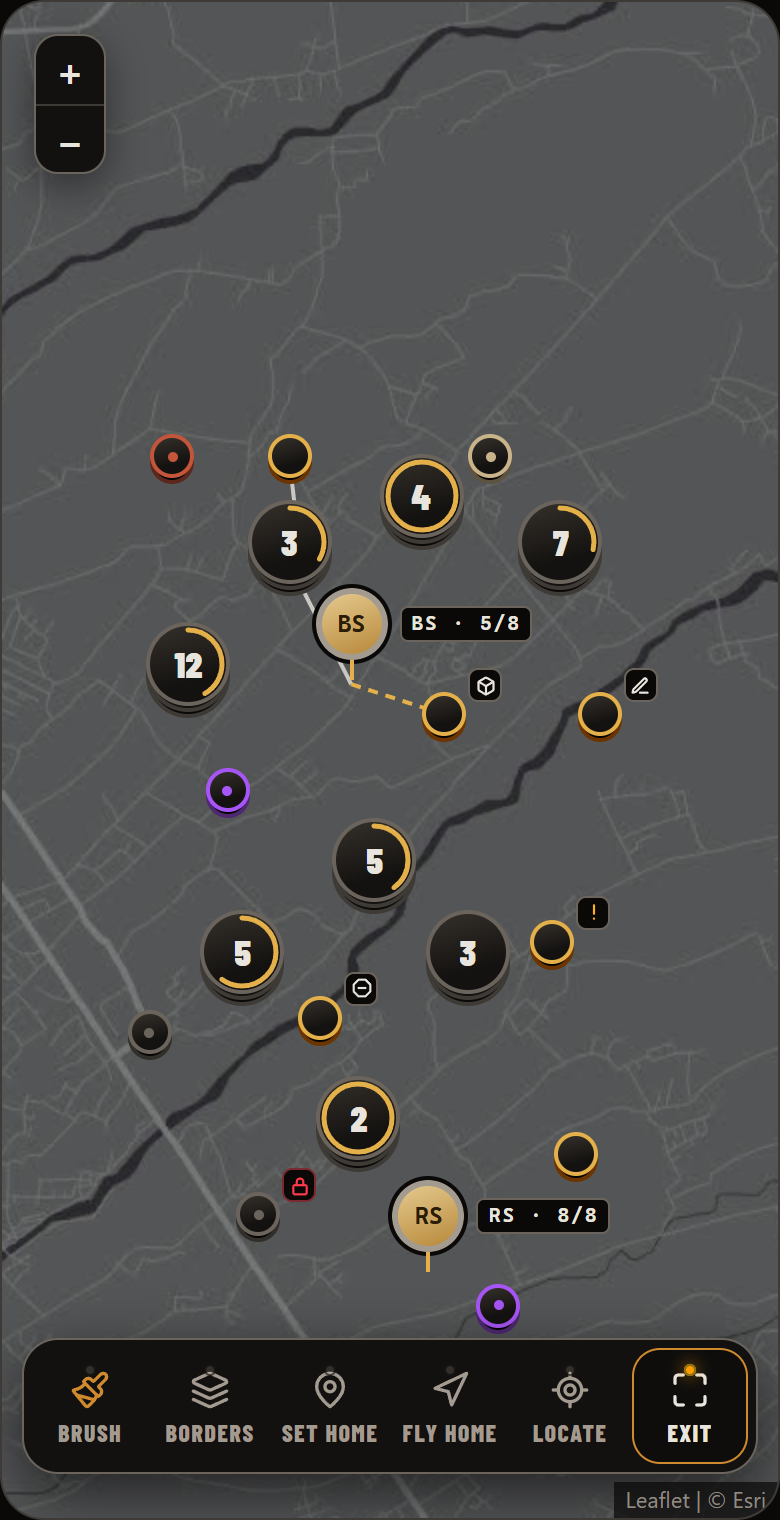 +
−
4
3
7
BS
BS · 5/8
12
5
!
5
3
2
RS
RS · 8/8
BRUSH BORDERS SET HOME FLY HOME LOCATE EXIT
Leaflet | © Esri